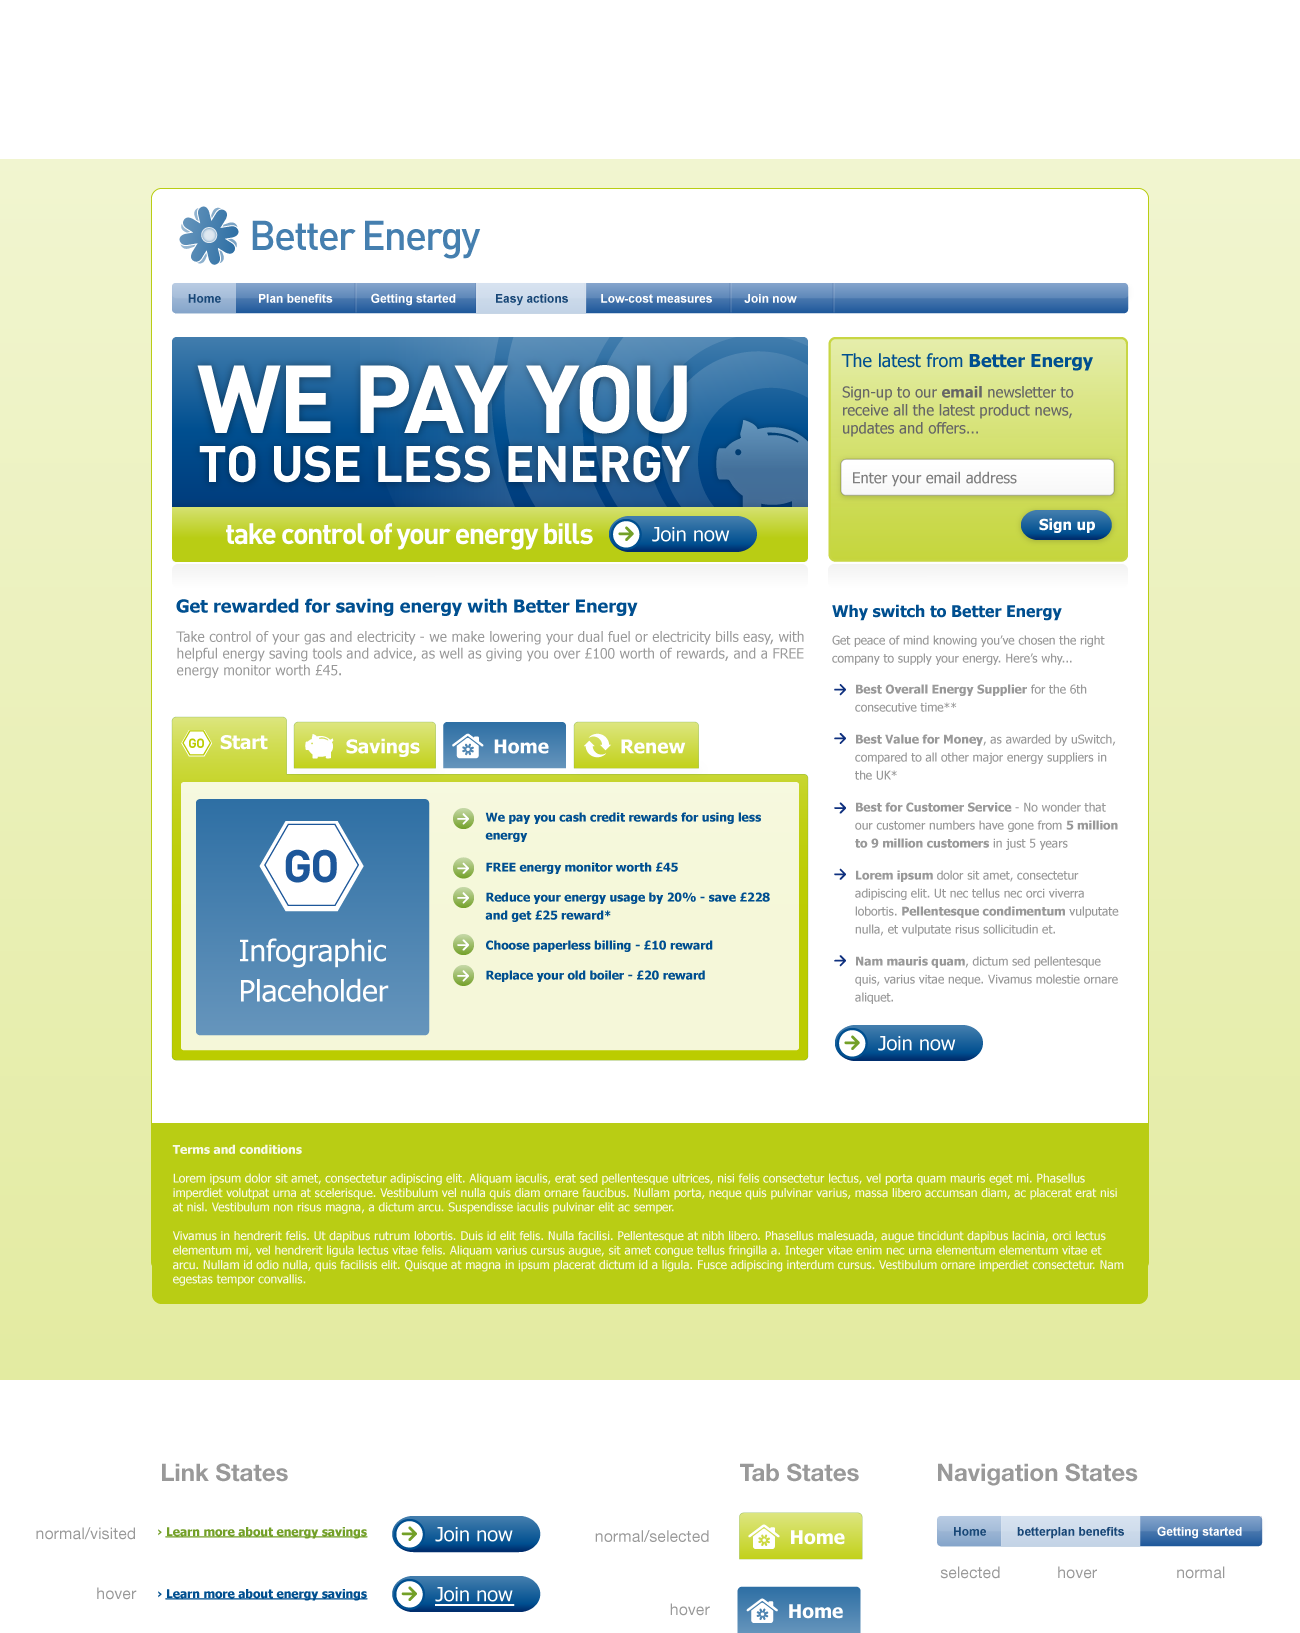 Better Energy
Home Plan benefits Getting started Easy actions Low-cost measures Join now
WE PAY YOU
TO USE LESS ENERGY
take control of your energy bills Join now
The latest from Better Energy
Sign-up to our email newsletter to
receive all the latest product news,
updates and offers...
Enter your email address
Sign up
Get rewarded for saving energy with Better Energy
Take control of your gas and electricity - we make lowering your dual fuel or electricity bills easy, with
helpful energy saving tools and advice, as well as giving you over £100 worth of rewards, and a FREE
energy monitor worth £45.
GO Start Savings Home Renew
GO
Infographic
Placeholder
We pay you cash credit rewards for using less
energy
FREE energy monitor worth £45
Reduce your energy usage by 20% - save £228
and get £25 reward*
Choose paperless billing - £10 reward
Replace your old boiler - £20 reward
Why switch to Better Energy
Get peace of mind knowing you've chosen the right
company to supply your energy. Here's why...
Best Overall Energy Supplier for the 6th
consecutive time**
Best Value for Money, as awarded by uSwitch,
compared to all other major energy suppliers in
the UK*
Best for Customer Service - No wonder that
our customer numbers have gone from 5 million
to 9 million customers in just 5 years
Lorem ipsum dolor sit amet, consectetur
adipiscing elit. Ut nec tellus nec orci viverra
lobortis. Pellentesque condimentum vulputate
nulla, et vulputate risus sollicitudin et.
Nam mauris quam, dictum sed pellentesque
quis, varius vitae neque. Vivamus molestie ornare
aliquet.
Join now
Terms and conditions
Lorem ipsum dolor sit amet, consectetur adipiscing elit. Aliquam iaculis, erat sed pellentesque ultrices, nisi felis consectetur lectus, vel porta quam mauris eget mi. Phasellus
imperdiet volutpat urna at scelerisque. Vestibulum vel nulla quis diam ornare faucibus. Nullam porta, neque quis pulvinar varius, massa libero accumsan diam, ac placerat erat nisi
at nisl. Vestibulum non risus magna, a dictum arcu. Suspendisse iaculis pulvinar elit ac semper.
Vivamus in hendrerit felis. Ut dapibus rutrum lobortis. Duis id elit felis. Nulla facilisi. Pellentesque at nibh libero. Phasellus malesuada, augue tincidunt dapibus lacinia, orci lectus
elementum mi, vel hendrerit ligula lectus vitae felis. Aliquam varius cursus augue, sit amet congue tellus fringilla a. Integer vitae enim nec urna elementum elementum vitae et
arcu. Nullam id odio nulla, quis facilisis elit. Quisque at magna in ipsum placerat dictum id a ligula. Fusce adipiscing interdum cursus. Vestibulum ornare imperdiet consectetur. Nam
egestas tempor convallis.
Link States
normal/visited › Learn more about energy savings Join now
hover › Learn more about energy savings Join now
Tab States
normal/selected Home
hover Home
Navigation States
Home betterplan benefits Getting started
selected hover normal